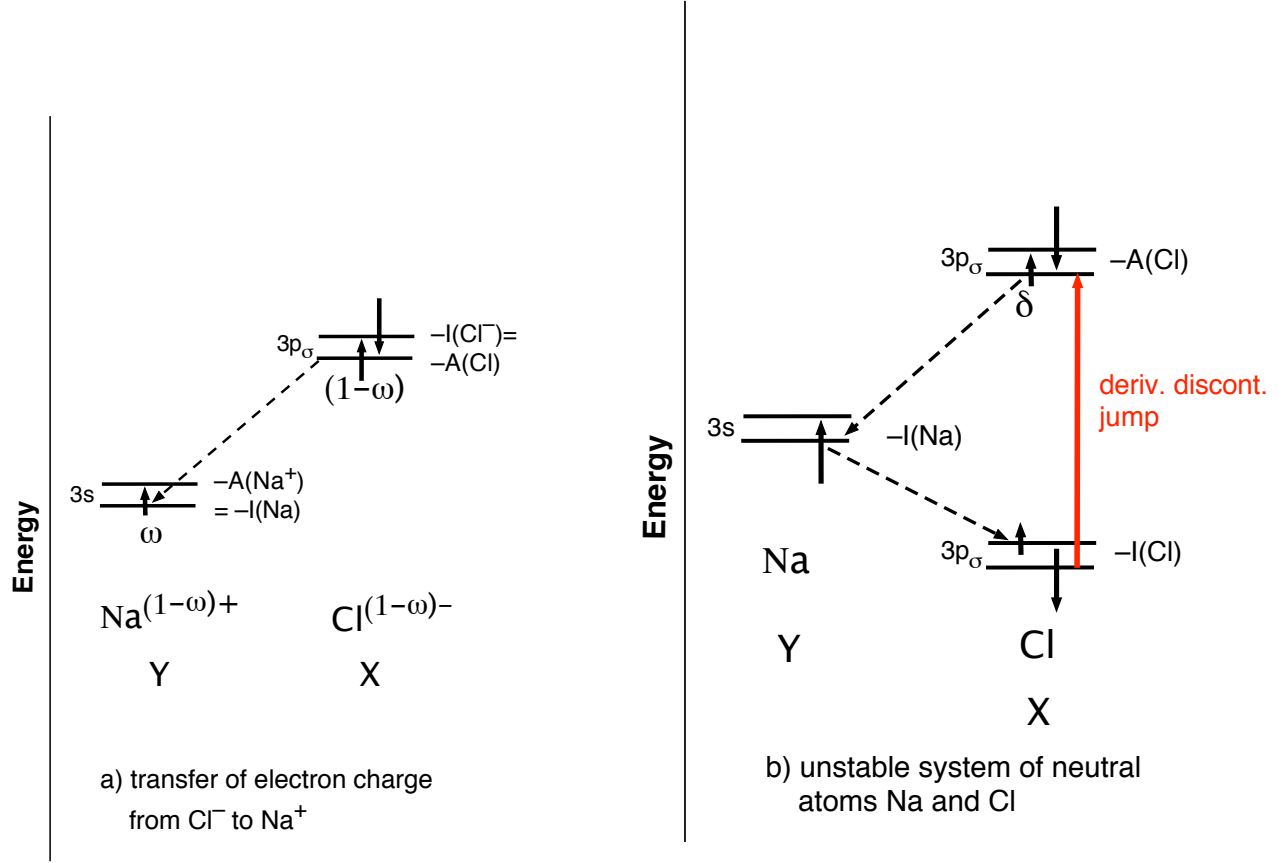 Energy
3pσ
–I(Cl⁻)=
–A(Cl)
(1–ω)
3s
–A(Na⁺)
= –I(Na)
ω
Na(1–ω)+
Cl(1–ω)–
Y
X
a) transfer of electron charge
from Cl⁻ to Na⁺
Energy
3pσ
–A(Cl)
δ
deriv. discont.
jump
3s
–I(Na)
3pσ
–I(Cl)
Na
Cl
Y
X
b) unstable system of neutral
atoms Na and Cl